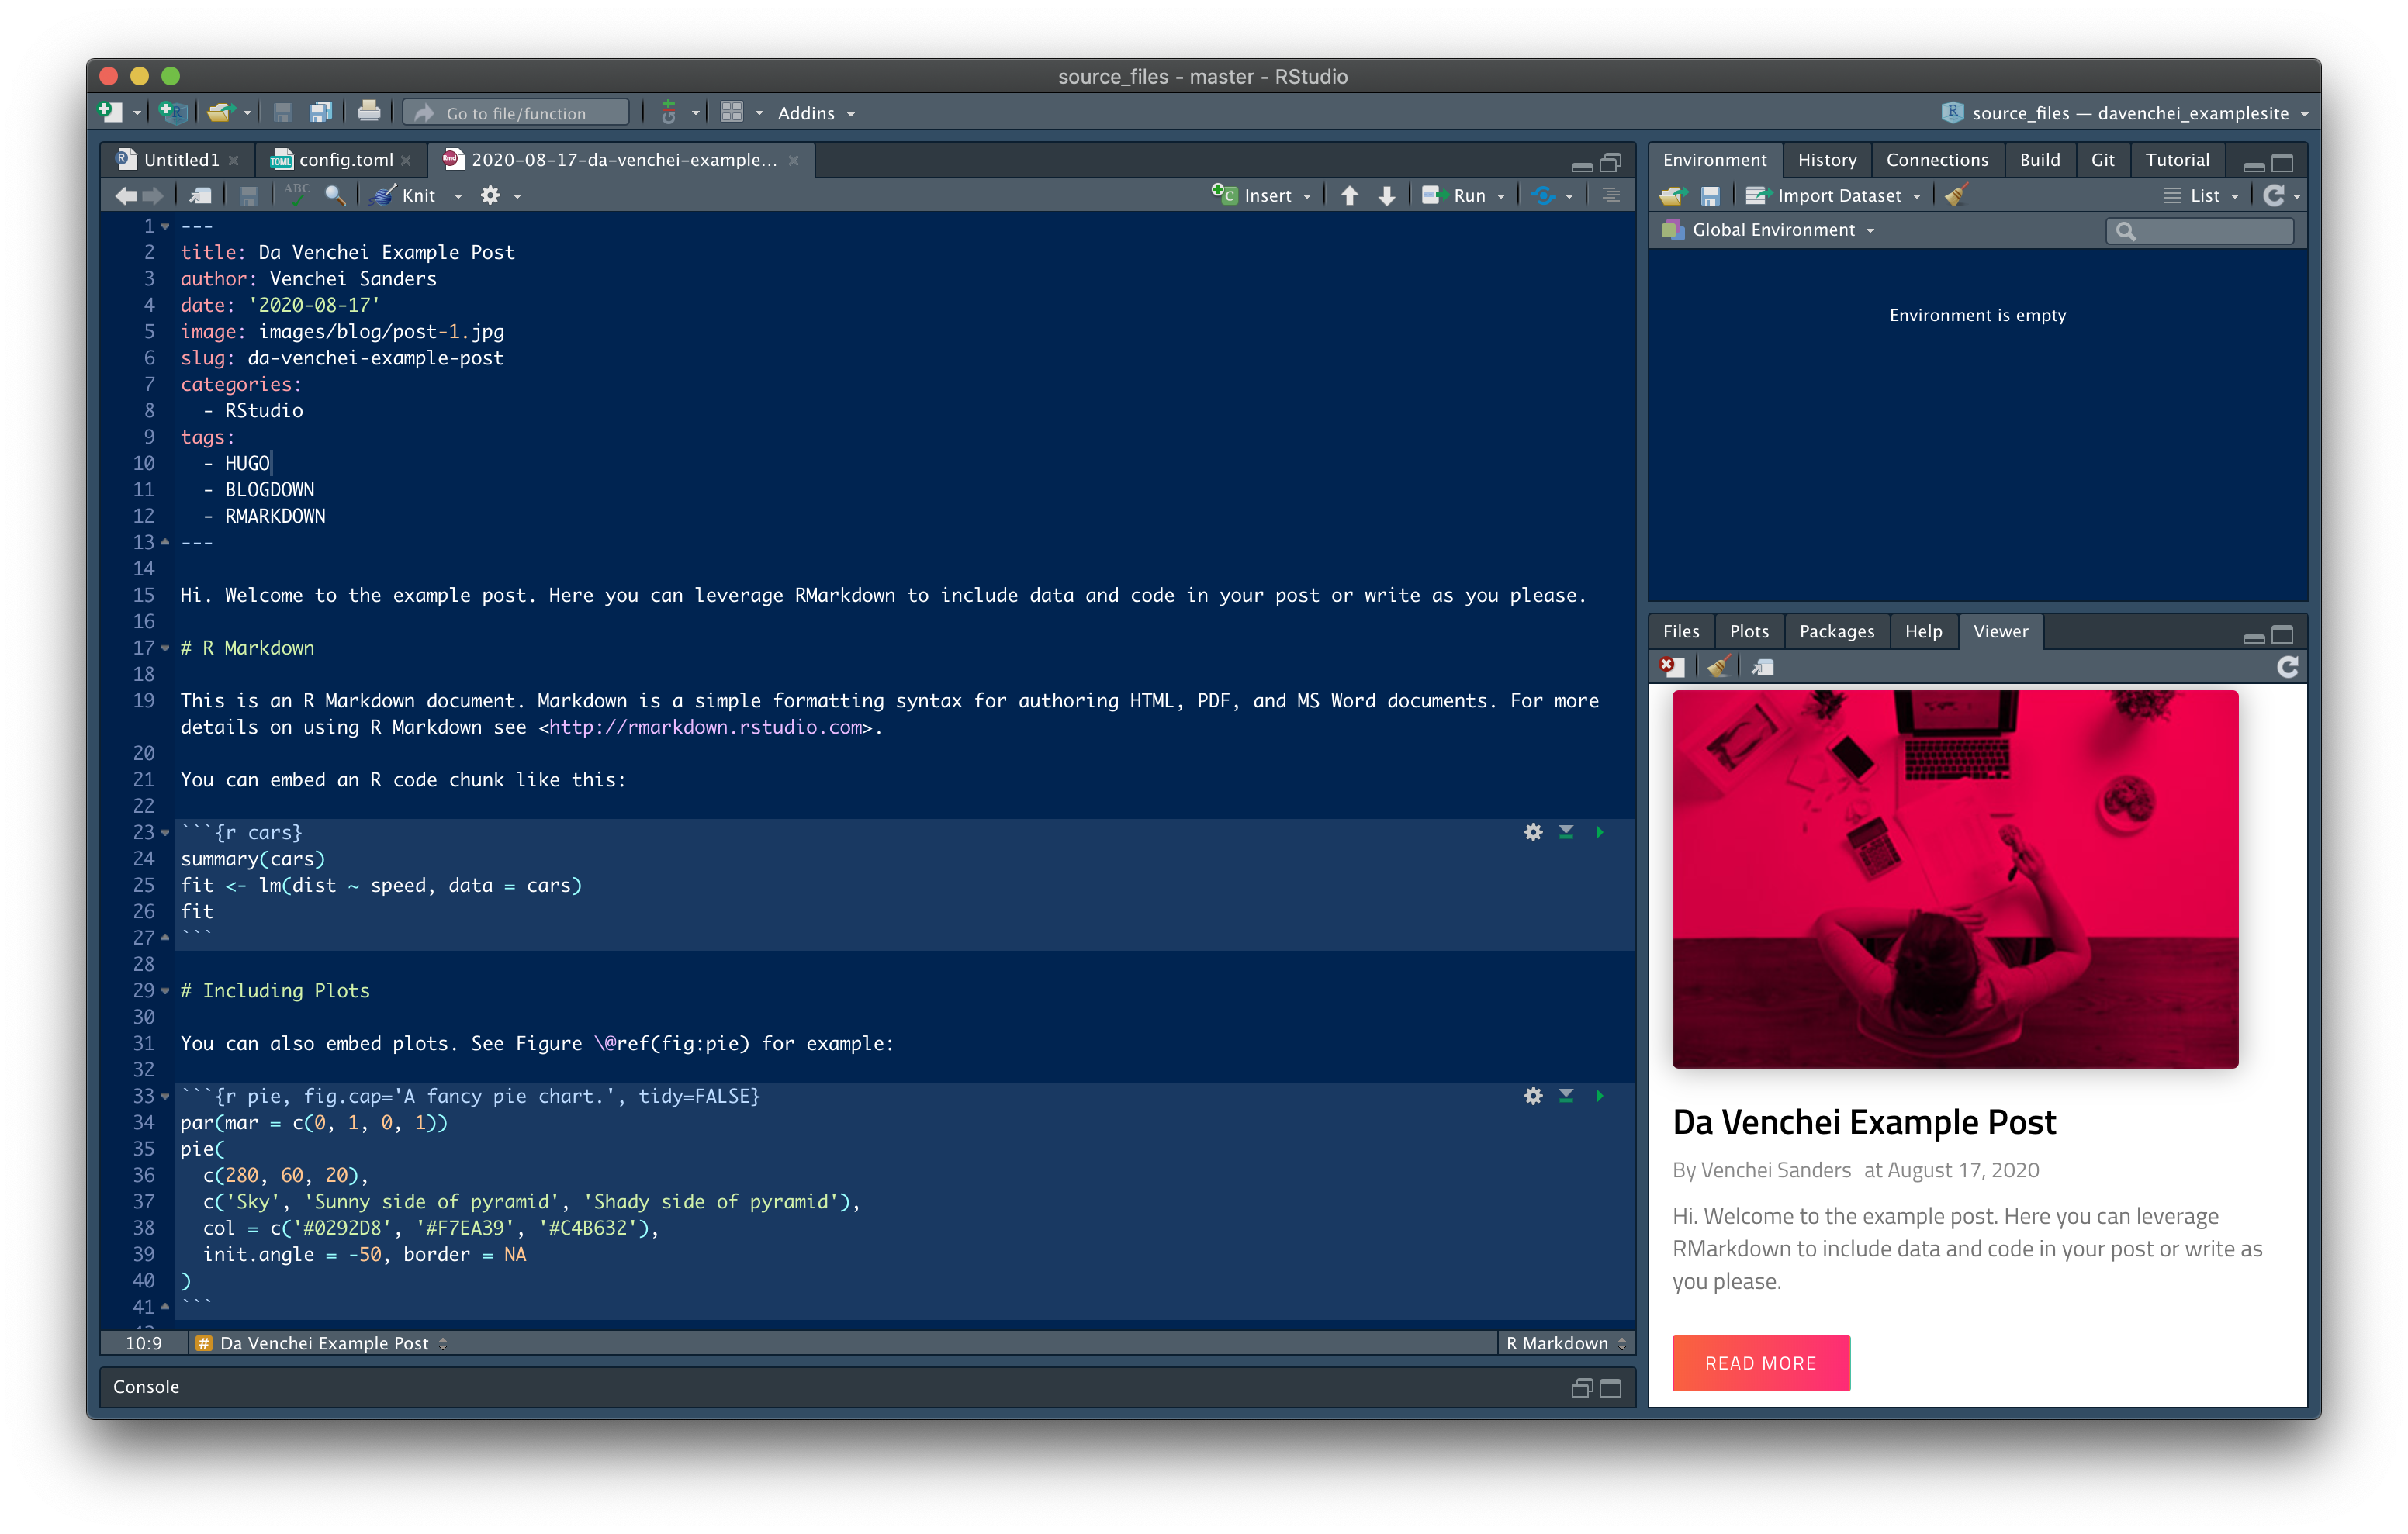 source_files - master - RStudio
Go to file/function
Addins
source_files — davenchei_examplesite
Untitled1
config.toml
2020-08-17-da-venchei-example...
ABC
Knit
Insert
Run
1 ---
2 title: Da Venchei Example Post
3 author: Venchei Sanders
4 date: '2020-08-17'
5 image: images/blog/post-1.jpg
6 slug: da-venchei-example-post
7 categories:
8   - RStudio
9 tags:
10   - HUGO
11   - BLOGDOWN
12   - RMARKDOWN
13 ---
14
15 Hi. Welcome to the example post. Here you can leverage RMarkdown to include data and code in your post or write as you please.
16
17 # R Markdown
18
19 This is an R Markdown document. Markdown is a simple formatting syntax for authoring HTML, PDF, and MS Word documents. For more
details on using R Markdown see <http://rmarkdown.rstudio.com>.
20
21 You can embed an R code chunk like this:
22
23 ```{r cars}
24 summary(cars)
25 fit <- lm(dist ~ speed, data = cars)
26 fit
27 ```
28
29 # Including Plots
30
31 You can also embed plots. See Figure \@ref(fig:pie) for example:
32
33 ```{r pie, fig.cap='A fancy pie chart.', tidy=FALSE}
34 par(mar = c(0, 1, 0, 1))
35 pie(
36   c(280, 60, 20),
37   c('Sky', 'Sunny side of pyramid', 'Shady side of pyramid'),
38   col = c('#0292D8', '#F7EA39', '#C4B632'),
39   init.angle = -50, border = NA
40 )
41 ```
10:9
# Da Venchei Example Post
R Markdown
Console
Environment
History
Connections
Build
Git
Tutorial
Import Dataset
List
Global Environment
Environment is empty
Files
Plots
Packages
Help
Viewer
Da Venchei Example Post
By Venchei Sanders at August 17, 2020
Hi. Welcome to the example post. Here you can leverage
RMarkdown to include data and code in your post or write as
you please.
READ MORE